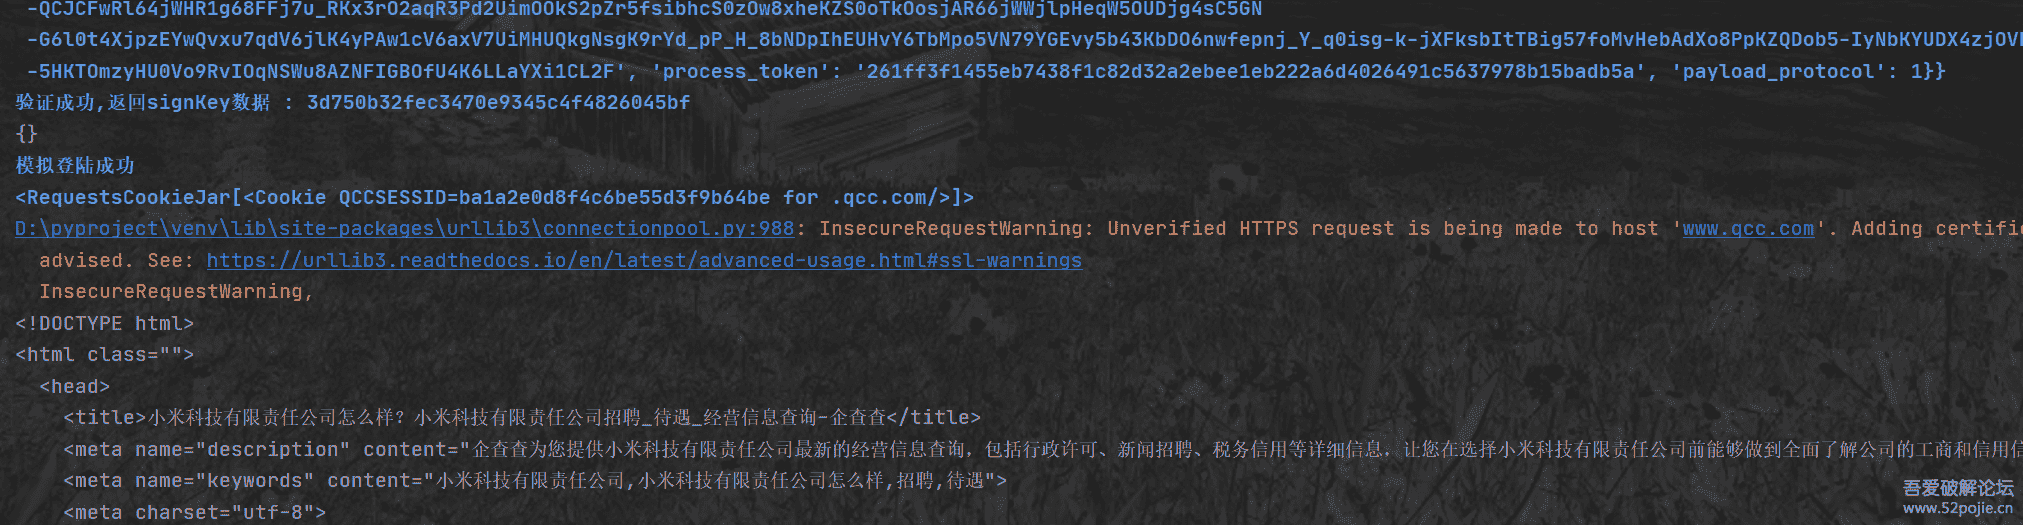 -QCJCFwRl64jWHR1g68FFj7u_RKx3rO2aqR3Pd2UimOOkS2pZr5fsibhcS0zOw8xheKZS0oTkOosjAR66jWWjlpHeqW5OUDjg4sC5GN
-G6l0t4XjpzEYwQvxu7qdV6jlK4yPAw1cV6axV7UiMHUQkgNsgK9rYd_pP_H_8bNDpIhEUHvY6TbMpo5VN79YGEvy5b43KbDO6nwfepnj_Y_q0isg-k-jXFksbItTBig57foMvHebAdXo8PpKZQDob5-IyNbKYUDX4zjOV
-5HKTOmzyHU0Vo9RvIOqNSWu8AZNFIGBOfU4K6LLaYXi1CL2F', 'process_token': '261ff3f1455eb7438f1c82d32a2ebee1eb222a6d4026491c5637978b15badb5a', 'payload_protocol': 1}}
验证成功,返回signKey数据 : 3d750b32fec3470e9345c4f4826045bf
{}
模拟登陆成功
<RequestsCookieJar[<Cookie QCCSESSID=ba1a2e0d8f4c6be55d3f9b64be for .qcc.com/>]>
D:\pyproject\venv\lib\site-packages\urllib3\connectionpool.py:988: InsecureRequestWarning: Unverified HTTPS request is being made to host 'www.qcc.com'. Adding certific
advised. See: https://urllib3.readthedocs.io/en/latest/advanced-usage.html#ssl-warnings
InsecureRequestWarning,
<!DOCTYPE html>
<html class="">
<head>
<title>小米科技有限责任公司怎么样？小米科技有限责任公司招聘_待遇_经营信息查询-企查查</title>
<meta name="description" content="企查查为您提供小米科技有限责任公司最新的经营信息查询，包括行政许可、新闻招聘、税务信用等详细信息，让您在选择小米科技有限责任公司前能够做到全面了解公司的工商和信用信
<meta name="keywords" content="小米科技有限责任公司,小米科技有限责任公司怎么样,招聘,待遇">
<meta charset="utf-8">
吾爱破解论坛
www.52pojie.cn